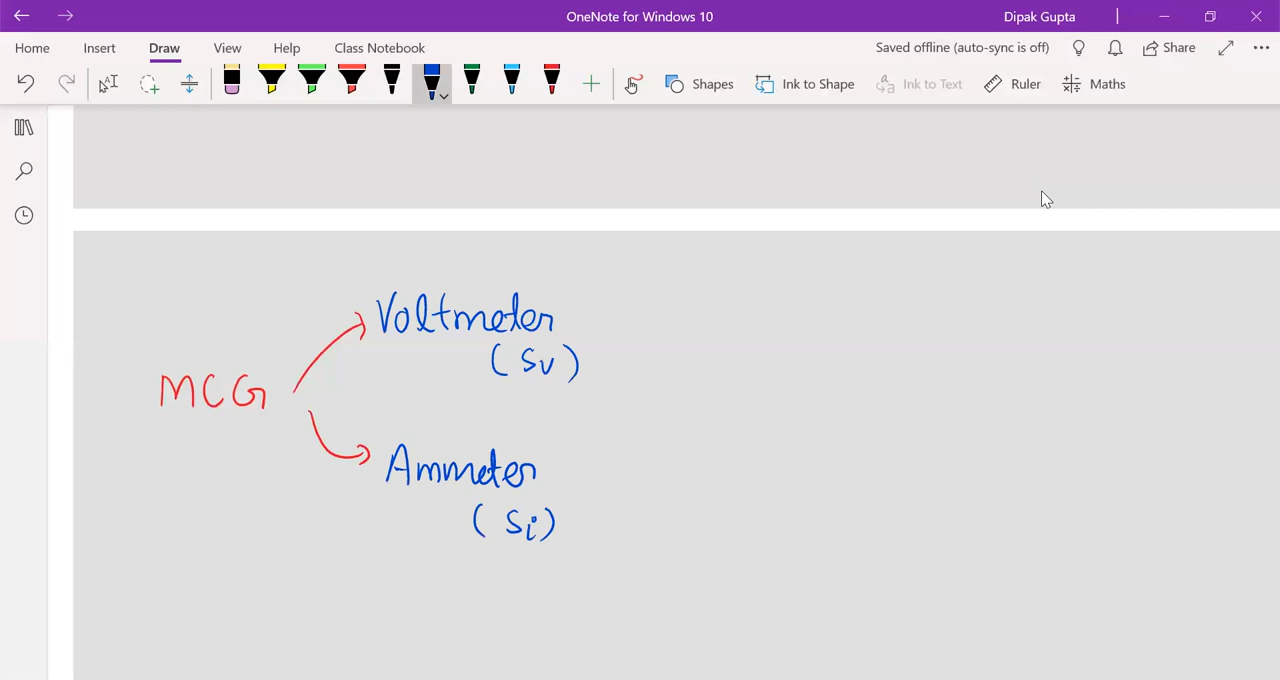 OneNote for Windows 10
Dipak Gupta
Home Insert Draw View Help Class Notebook
Saved offline (auto-sync is off)
Share
Shapes Ink to Shape Ink to Text Ruler Maths
Voltmeter
(Sv)
MCG
Ammeter
(Si)